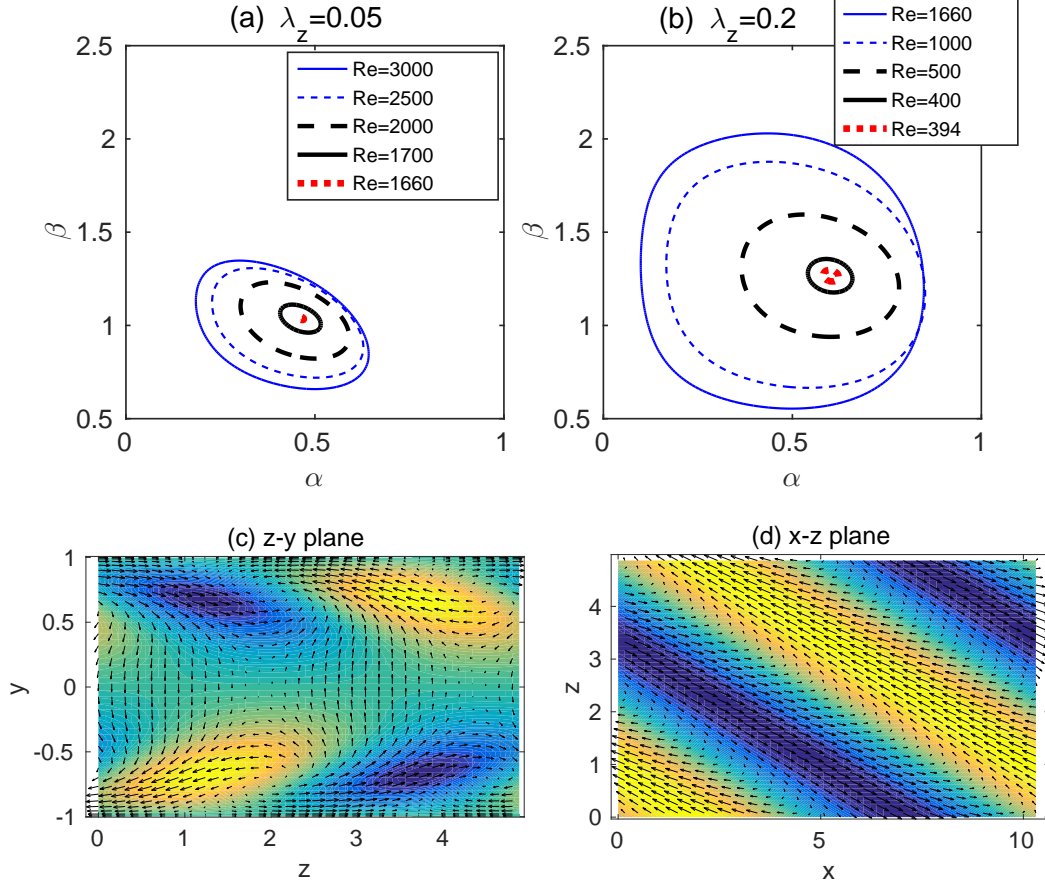 (a) λ_z=0.05
Re=3000
Re=2500
Re=2000
Re=1700
Re=1660
2.5
2
1.5
1
0.5
β
0 0.5 1
α
(b) λ_z=0.2
Re=1660
Re=1000
Re=500
Re=400
Re=394
2.5
2
1.5
1
0.5
β
0 0.5 1
α
(c) z-y plane
1
0.5
0
-0.5
-1
y
0 1 2 3 4
z
(d) x-z plane
4
3
2
1
0
z
0 5 10
x